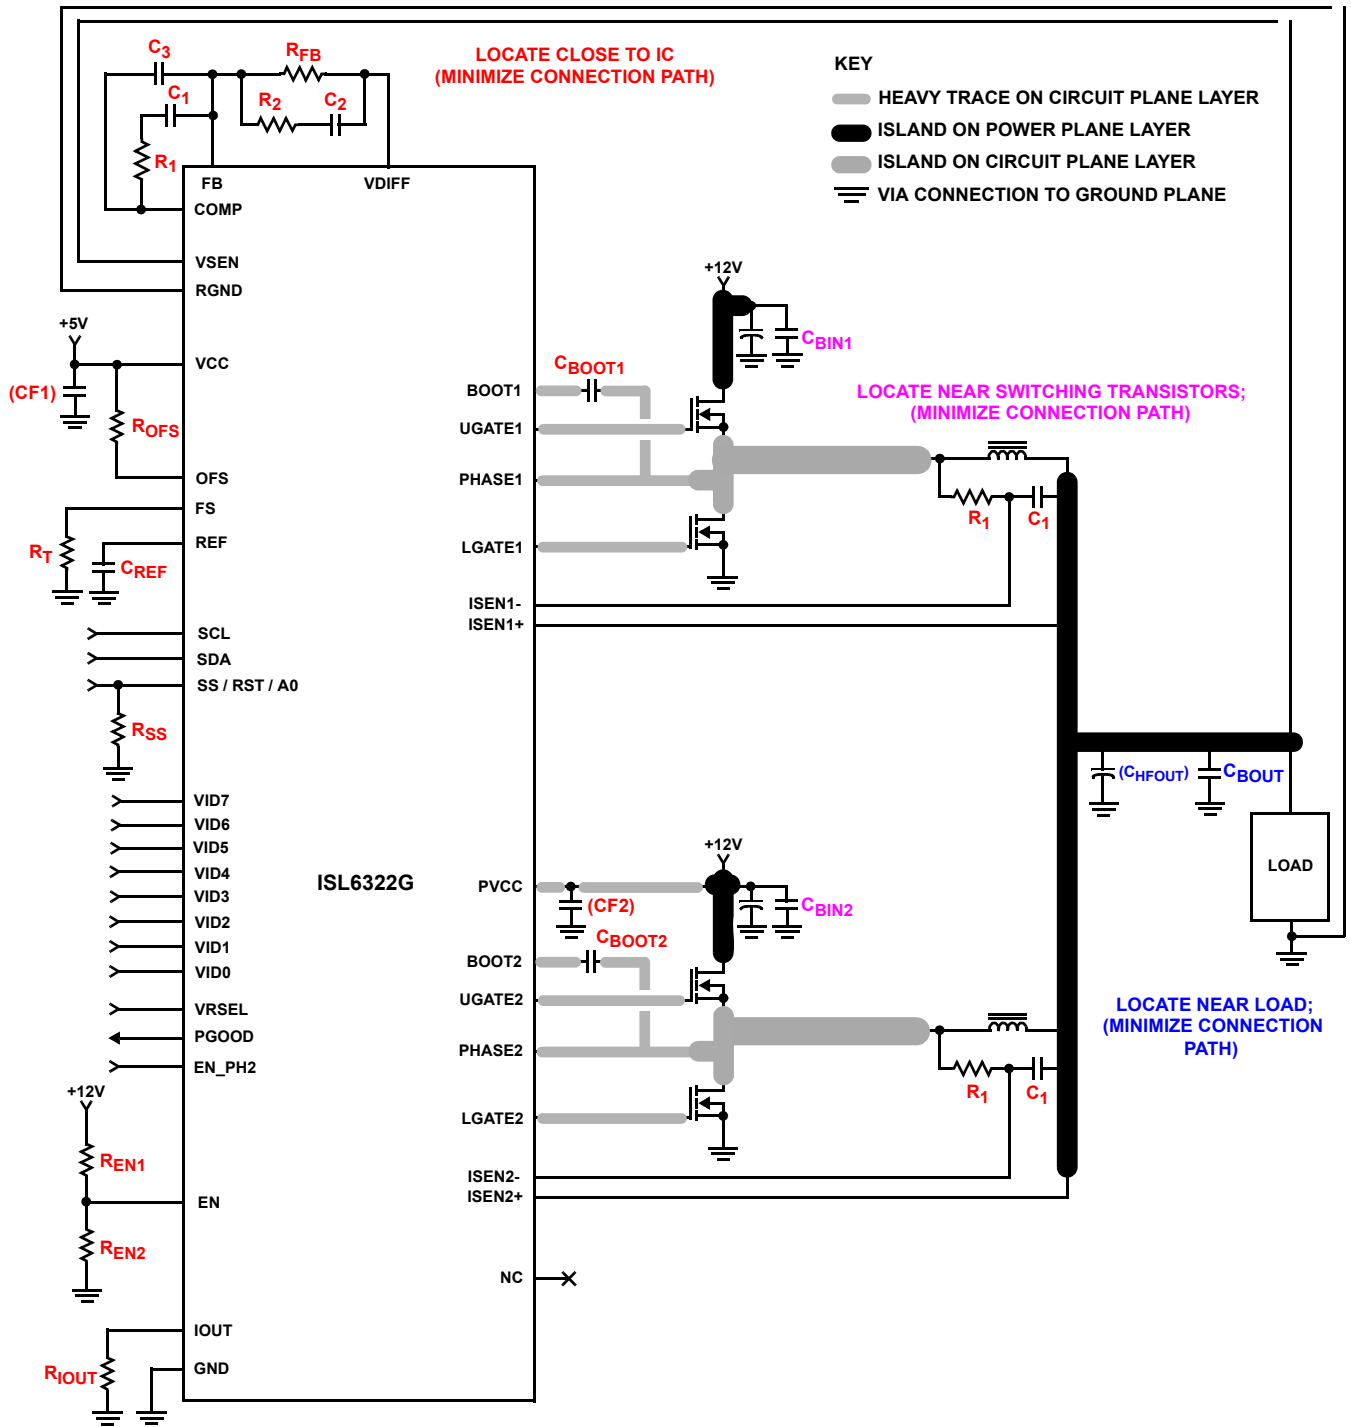 C3
RFB
LOCATE CLOSE TO IC
(MINIMIZE CONNECTION PATH)
C1
R2
C2
R1
KEY
HEAVY TRACE ON CIRCUIT PLANE LAYER
ISLAND ON POWER PLANE LAYER
ISLAND ON CIRCUIT PLANE LAYER
VIA CONNECTION TO GROUND PLANE
FB
VDIFF
COMP
VSEN
RGND
+5V
VCC
(CF1)
ROFS
OFS
FS
RT
REF
CREF
SCL
SDA
SS / RST / A0
RSS
VID7
VID6
VID5
VID4
VID3
VID2
VID1
VID0
VRSEL
PGOOD
EN_PH2
+12V
REN1
EN
REN2
IOUT
RIOUT
GND
ISL6322G
+12V
CBIN1
CBOOT1
BOOT1
UGATE1
PHASE1
LGATE1
ISEN1-
ISEN1+
LOCATE NEAR SWITCHING TRANSISTORS;
(MINIMIZE CONNECTION PATH)
R1
C1
(CHFOUT)
CBOUT
LOAD
+12V
PVCC
(CF2)
CBIN2
CBOOT2
BOOT2
UGATE2
PHASE2
LGATE2
ISEN2-
ISEN2+
NC
R1
C1
LOCATE NEAR LOAD;
(MINIMIZE CONNECTION
PATH)